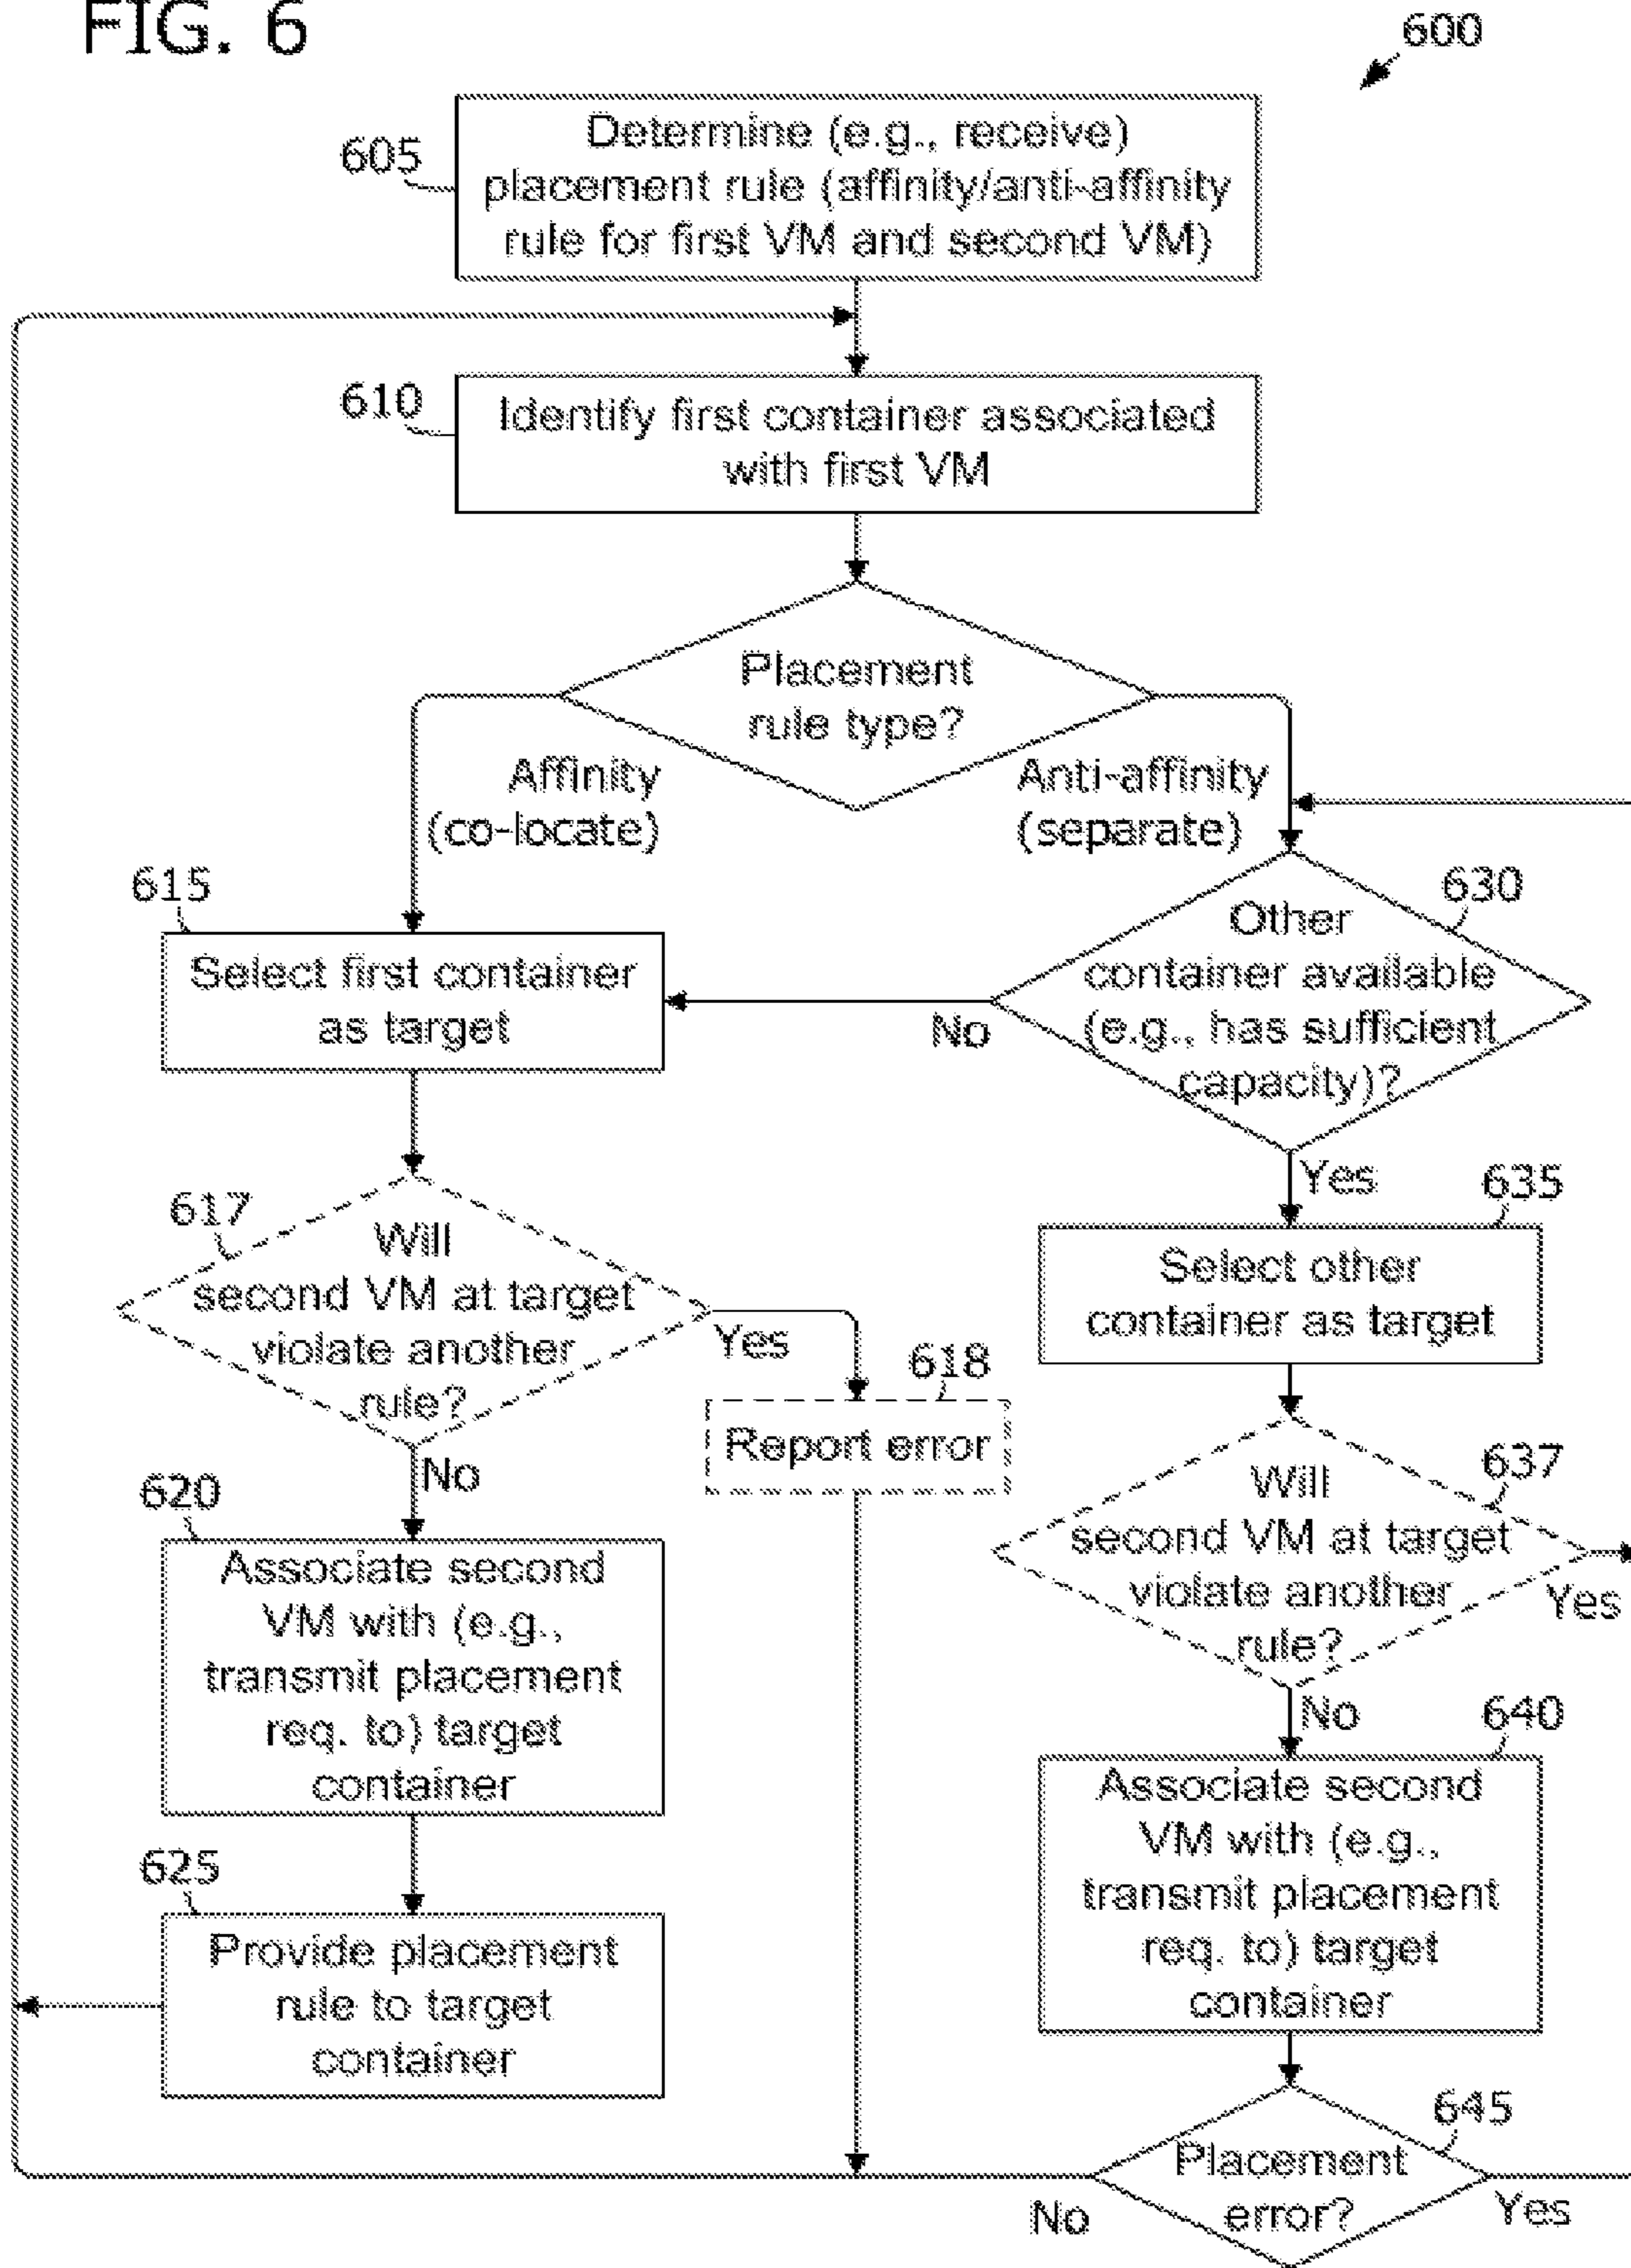 FIG. 6
600
605
Determine (e.g., receive)
placement rule (affinity/anti-affinity
rule for first VM and second VM)
610
Identify first container associated
with first VM
Placement
rule type?
Affinity
(co-locate)
Anti-affinity
(separate)
615
Select first container
as target
630
Other
container available
(e.g., has sufficient
capacity)?
No
Yes
617
Will
second VM at target
violate another
rule?
Yes
No
618
Report error
635
Select other
container as target
637
Will
second VM at target
violate another
rule?
Yes
No
620
Associate second
VM with (e.g.,
transmit placement
req. to) target
container
625
Provide placement
rule to target
container
640
Associate second
VM with (e.g.,
transmit placement
req. to) target
container
645
Placement
error?
No
Yes